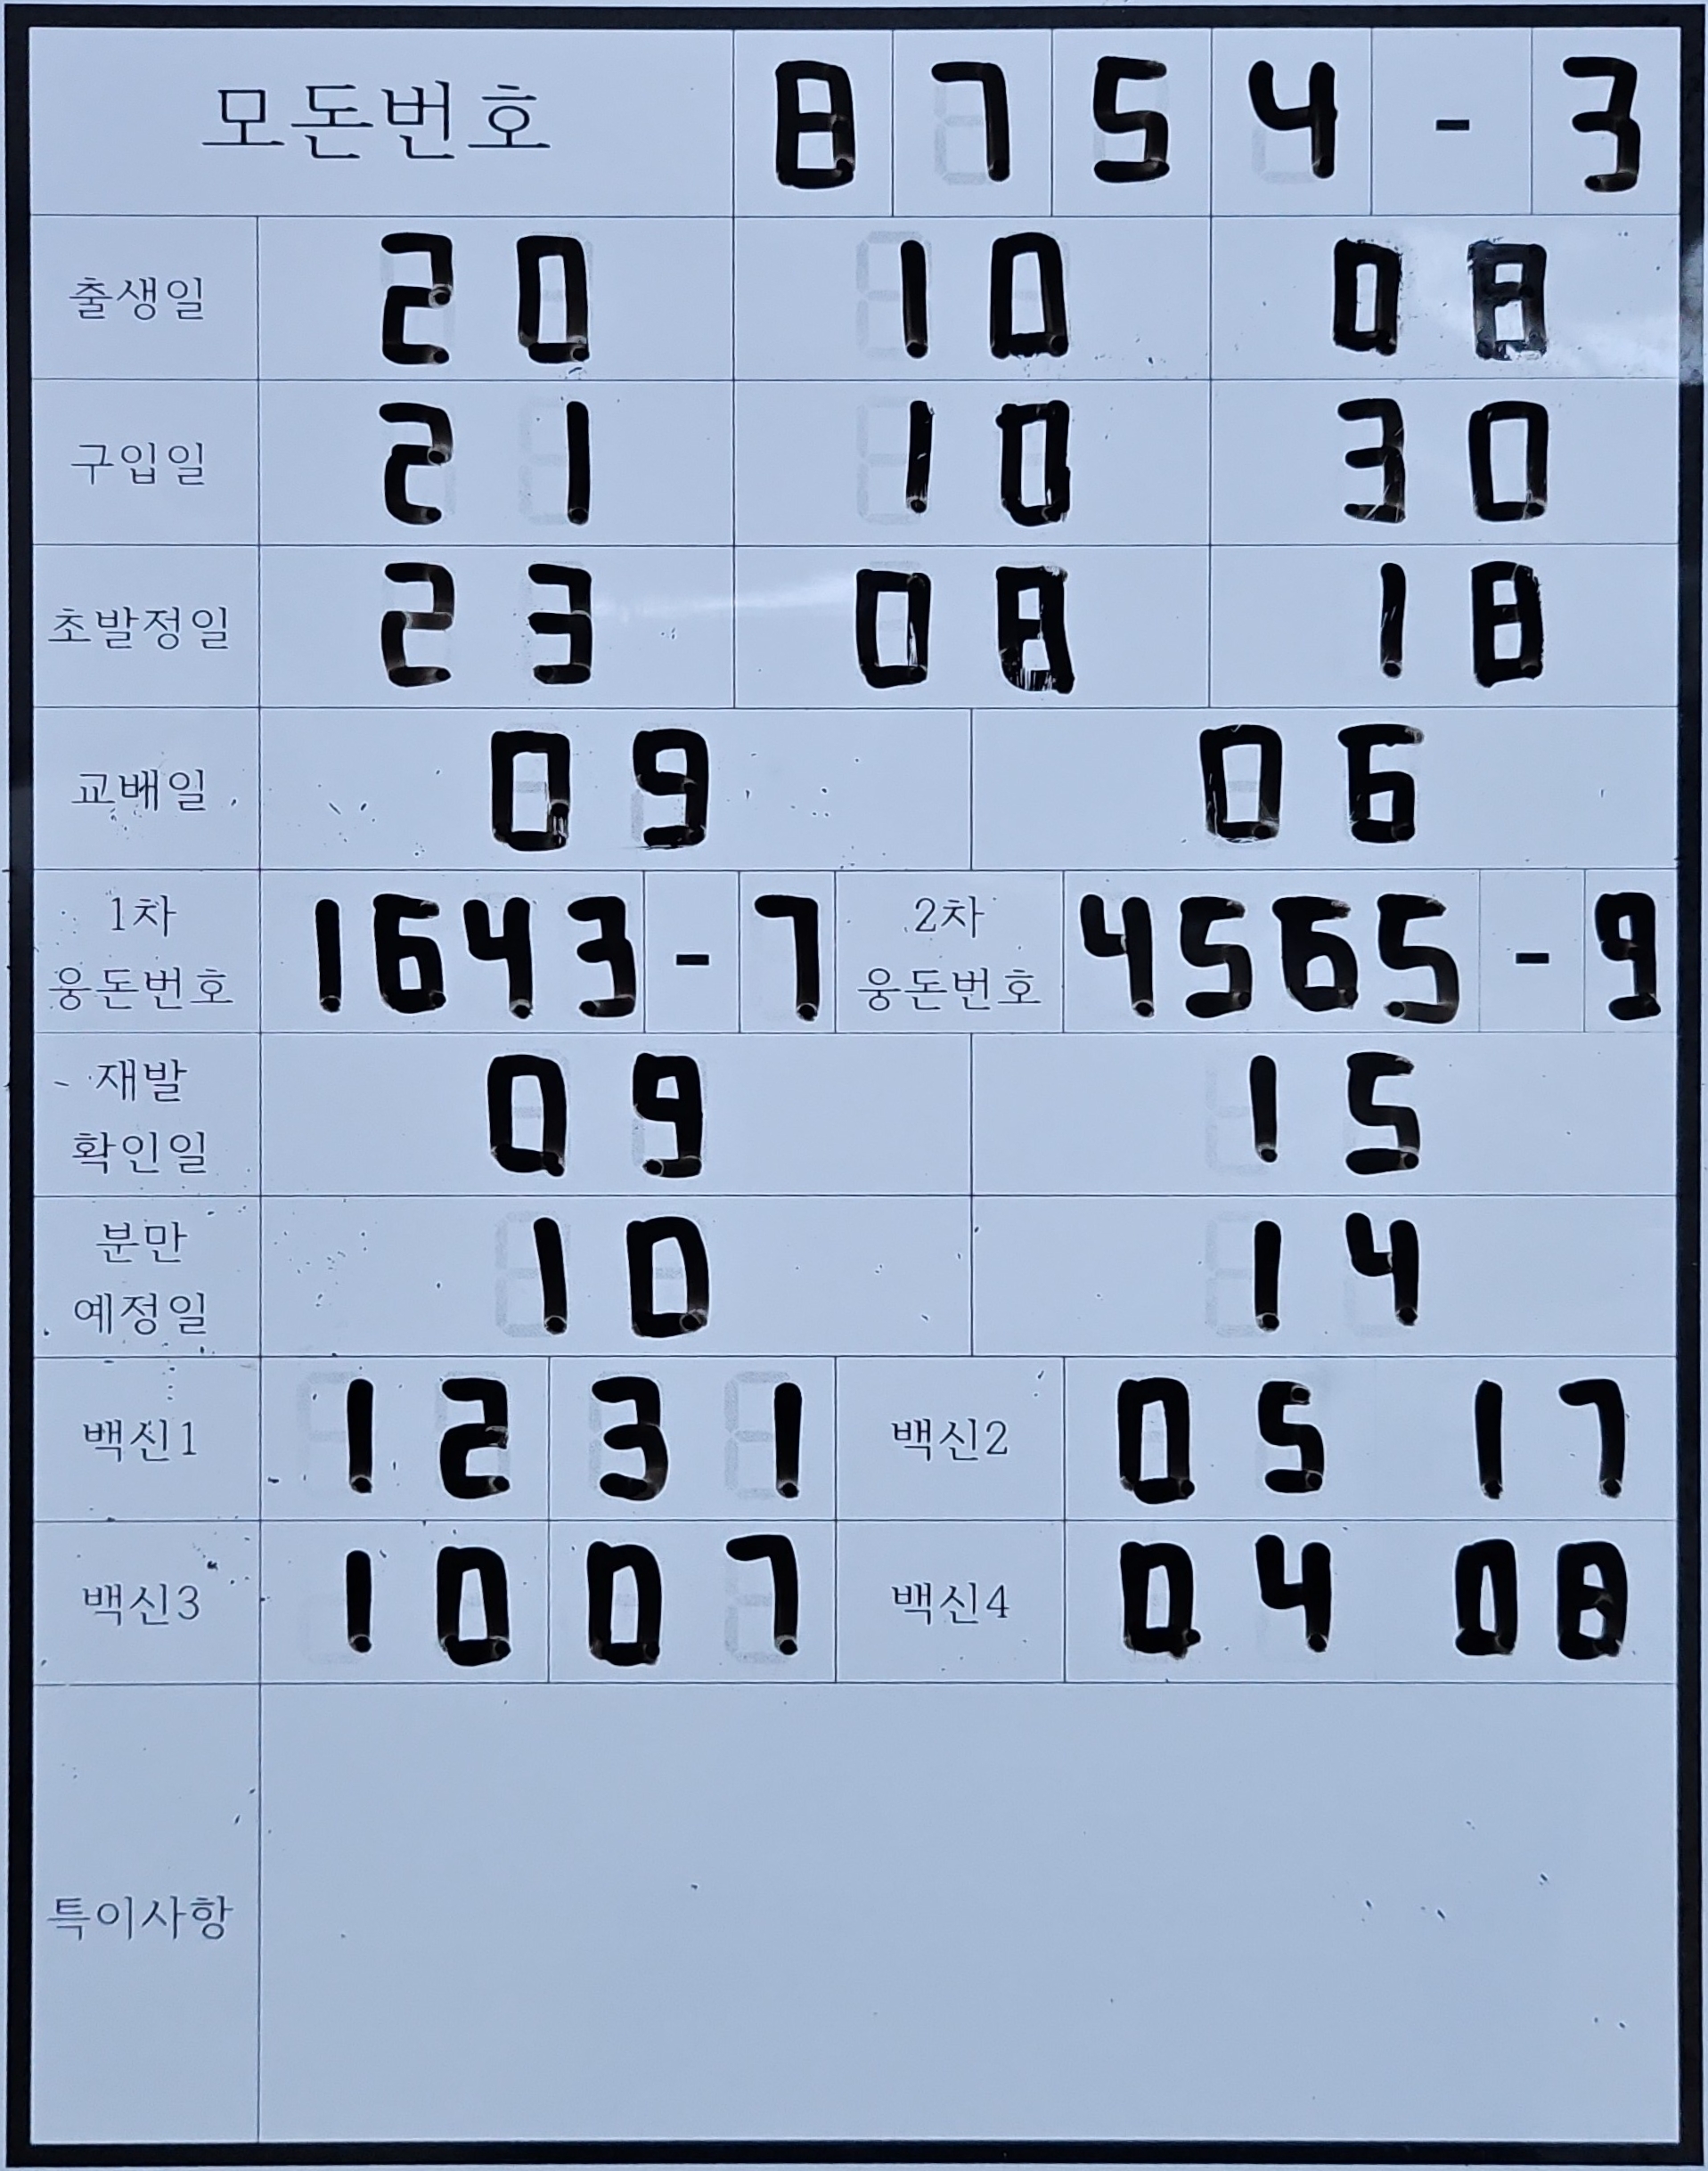 모돈번호 8754-3
출생일 20 10 08
구입일 21 10 30
초발정일 23 08 18
교배일 09 06
1차 웅돈번호 1643-7 2차 웅돈번호 4565-9
재발 확인일 09 15
분만 예정일 10 14
백신1 12 31 백신2 05 17
백신3 10 07 백신4 04 08
특이사항